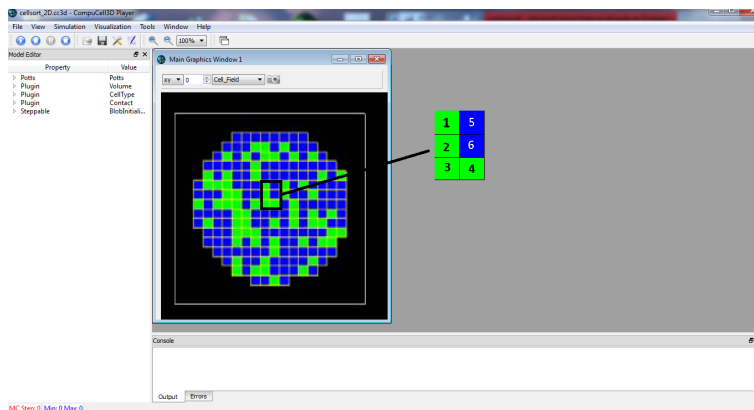 cellsort_2D.cc3d - CompuCell3D Player
File View Simulation Visualization Tools Window Help
100%
Model Editor
Property Value
Potts Potts
Plugin Volume
Plugin CellType
Plugin Contact
Steppable BlobInitiali...
Main Graphics Window 1
xy 0 Cell_Field
1 5
2 6
3 4
Console
Output Errors
MC Step: 0 Min: 0 Max: 0